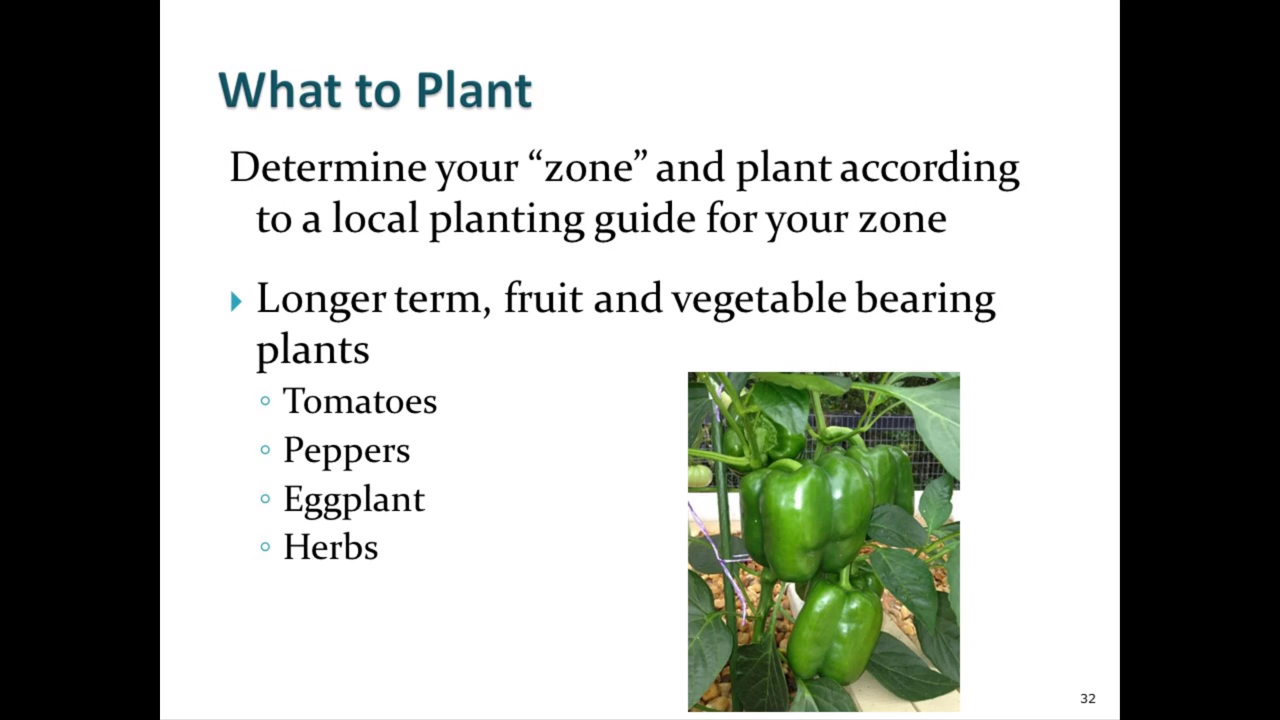 What to Plant
Determine your “zone” and plant according
to a local planting guide for your zone
Longer term, fruit and vegetable bearing
plants
Tomatoes
Peppers
Eggplant
Herbs
32